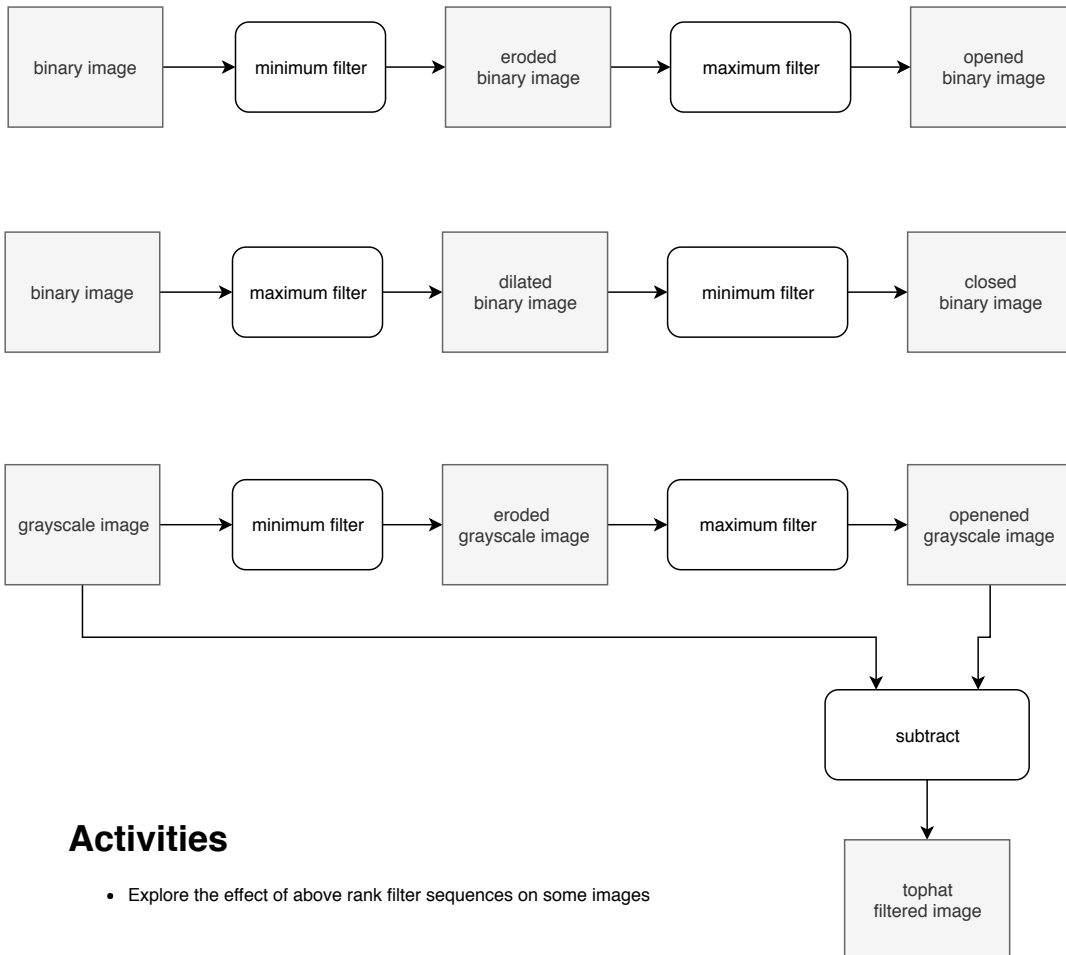 binary image
minimum filter
eroded
binary image
maximum filter
opened
binary image
binary image
maximum filter
dilated
binary image
minimum filter
closed
binary image
grayscale image
minimum filter
eroded
grayscale image
maximum filter
openened
grayscale image
subtract
tophat
filtered image
Activities
• Explore the effect of above rank filter sequences on some images